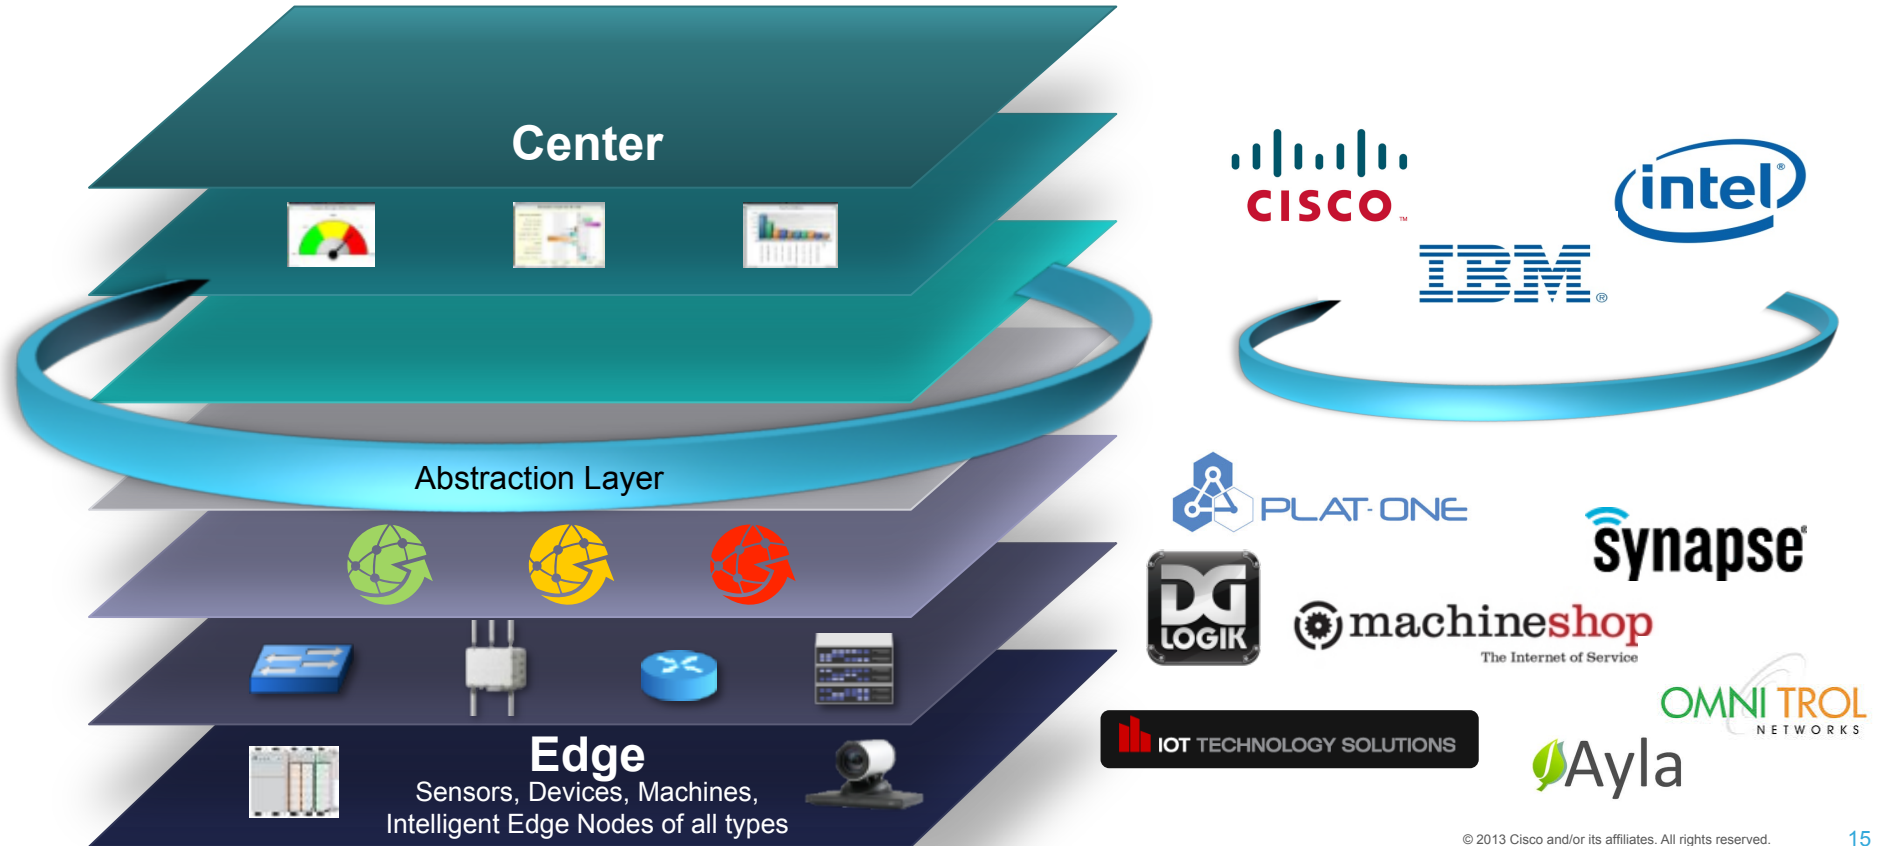 Center
Abstraction Layer
Edge
Sensors, Devices, Machines,
Intelligent Edge Nodes of all types
CISCO™
intel®
IBM®
PLAT-ONE
synapse®
DG
LOGIK
machineshop
The Internet of Service
OMNI TROL
NETWORKS
IOT TECHNOLOGY SOLUTIONS
Ayla
© 2013 Cisco and/or its affiliates. All rights reserved.
15